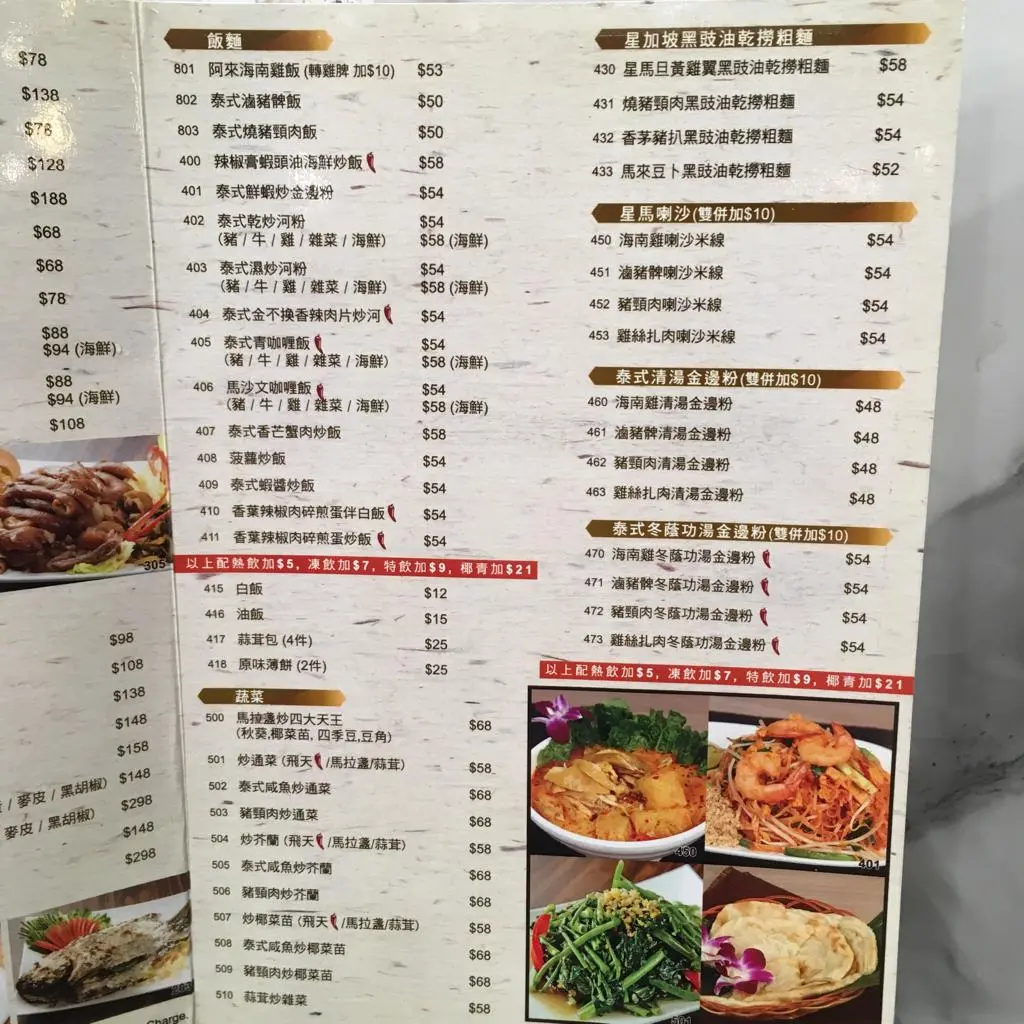 $78
$138
$78
$128
$188
$68
$68
$78
$88
$94 (海鮮)
$88
$94 (海鮮)
$108
305
$98
$108
$138
$148
$158
/ 麥皮 / 黑胡椒) $148
$298
麥皮 / 黑胡椒) $148
$298
Charge.
飯麵
801 阿來海南雞飯 (轉雞髀 加$10) $53
802 泰式滷豬髀飯 $50
803 泰式燒豬頸肉飯 $50
400 辣椒膏蝦頭油海鮮炒飯 $58
401 泰式鮮蝦炒金邊粉 $54
402 泰式乾炒河粉 $54
(豬 / 牛 / 雞 / 雜菜 / 海鮮) $58 (海鮮)
403 泰式濕炒河粉 $54
(豬 / 牛 / 雞 / 雜菜 / 海鮮) $58 (海鮮)
404 泰式金不換香辣肉片炒河 $54
405 泰式青咖喱飯 $54
(豬 / 牛 / 雞 / 雜菜 / 海鮮) $58 (海鮮)
406 馬沙文咖喱飯 $54
(豬 / 牛 / 雞 / 雜菜 / 海鮮) $58 (海鮮)
407 泰式香芒蟹肉炒飯 $58
408 菠蘿炒飯 $54
409 泰式蝦醬炒飯 $54
410 香葉辣椒肉碎煎蛋伴白飯 $54
411 香葉辣椒肉碎煎蛋炒飯 $54
以上配熱飲加$5, 凍飲加$7, 特飲加$9, 椰青加$21
415 白飯 $12
416 油飯 $15
417 蒜茸包 (4件) $25
418 原味薄餅 (2件) $25
蔬菜
500 馬拉盞炒四大天王 $68
(秋葵,椰菜苗, 四季豆,豆角)
501 炒通菜 (飛天/馬拉盞/蒜茸) $58
502 泰式咸魚炒通菜 $68
503 豬頸肉炒通菜 $68
504 炒芥蘭 (飛天/馬拉盞/蒜茸) $58
505 泰式咸魚炒芥蘭 $68
506 豬頸肉炒芥蘭 $68
507 炒椰菜苗 (飛天/馬拉盞/蒜茸) $58
508 泰式咸魚炒椰菜苗 $68
509 豬頸肉炒椰菜苗 $68
510 蒜茸炒雜菜 $58
星加坡黑豉油乾撈粗麵
430 星馬旦黃雞翼黑豉油乾撈粗麵 $58
431 燒豬頸肉黑豉油乾撈粗麵 $54
432 香茅豬扒黑豉油乾撈粗麵 $54
433 馬來豆卜黑豉油乾撈粗麵 $52
星馬喇沙(雙併加$10)
450 海南雞喇沙米線 $54
451 滷豬髀喇沙米線 $54
452 豬頸肉喇沙米線 $54
453 雞絲扎肉喇沙米線 $54
泰式清湯金邊粉(雙併加$10)
460 海南雞清湯金邊粉 $48
461 滷豬髀清湯金邊粉 $48
462 豬頸肉清湯金邊粉 $48
463 雞絲扎肉清湯金邊粉 $48
泰式冬蔭功湯金邊粉(雙併加$10)
470 海南雞冬蔭功湯金邊粉 $54
471 滷豬髀冬蔭功湯金邊粉 $54
472 豬頸肉冬蔭功湯金邊粉 $54
473 雞絲扎肉冬蔭功湯金邊粉 $54
以上配熱飲加$5, 凍飲加$7, 特飲加$9, 椰青加$21
450
401
501